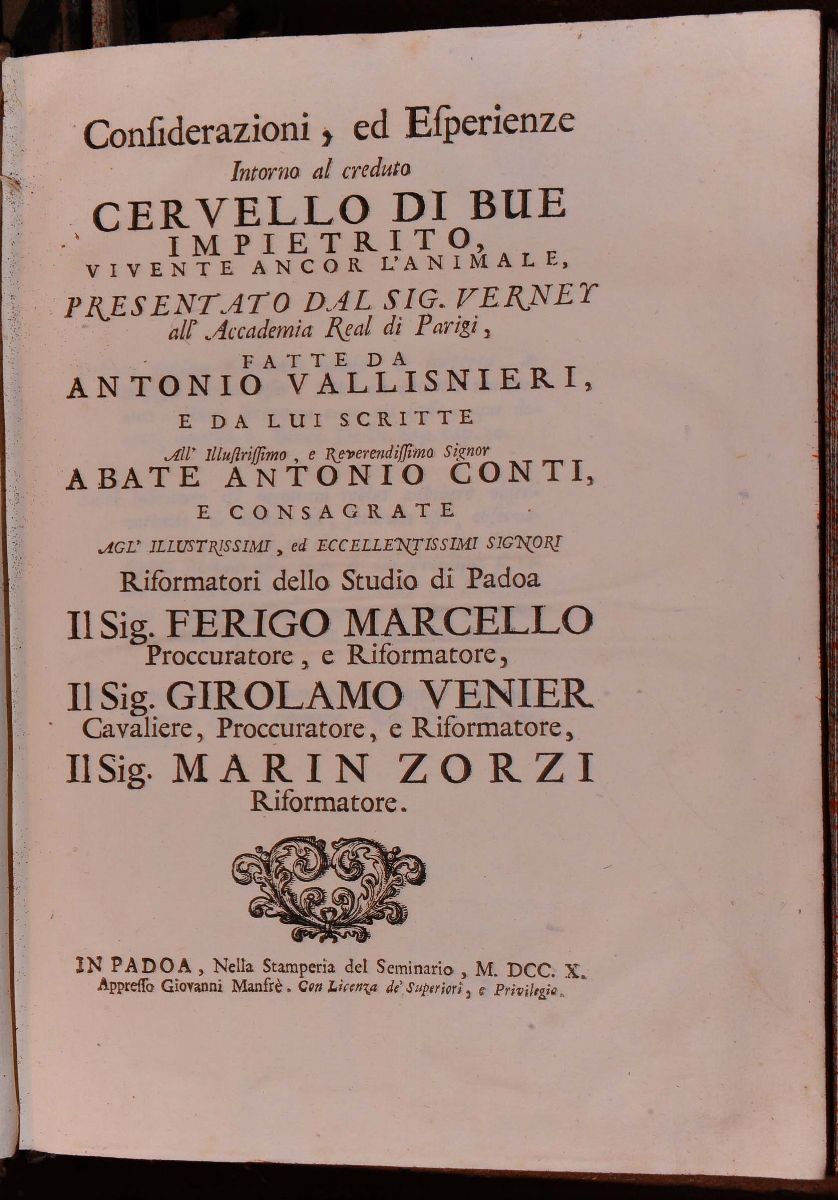 Conſiderazioni, ed Eſperienze
Intorno al creduto
CERVELLO DI BUE
IMPIETRITO,
VIVENTE ANCOR L'ANIMALE,
PRESENTATO DAL SIG. VERNEY
all' Accademia Real di Parigi,
FATTE DA
ANTONIO VALLISNIERI,
E DA LUI SCRITTE
All' Illuſtriſſimo, e Reverendiſſimo Signor
ABATE ANTONIO CONTI,
E CONSAGRATE
AGL' ILLUSTRISSIMI, ed ECCELLENTISSIMI SIGNORI
Riformatori dello Studio di Padoa
Il Sig. FERIGO MARCELLO
Proccuratore, e Riformatore,
Il Sig. GIROLAMO VENIER
Cavaliere, Proccuratore, e Riformatore,
Il Sig. MARIN ZORZI
Riformatore.
IN PADOA, Nella Stamperia del Seminario, M. DCC. X.
Appreſſo Giovanni Manfrè. Con Licenza de' Superiori, e Privilegio.